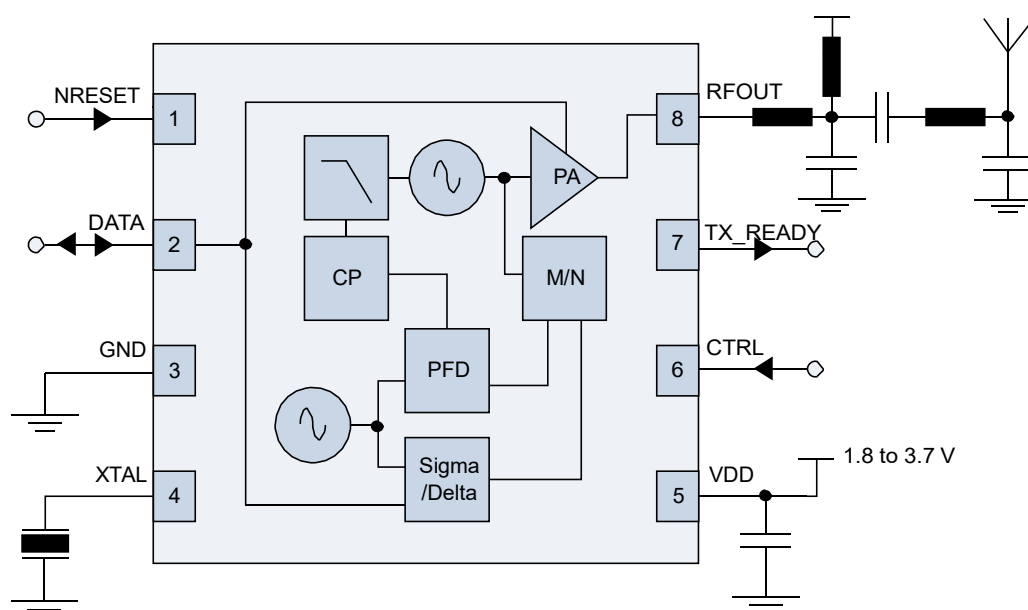 NRESET
1
8
RFOUT
PA
DATA
2
7
TX_READY
CP
M/N
GND
3
PFD
6
CTRL
XTAL
4
Sigma
/Delta
5
VDD
1.8 to 3.7 V